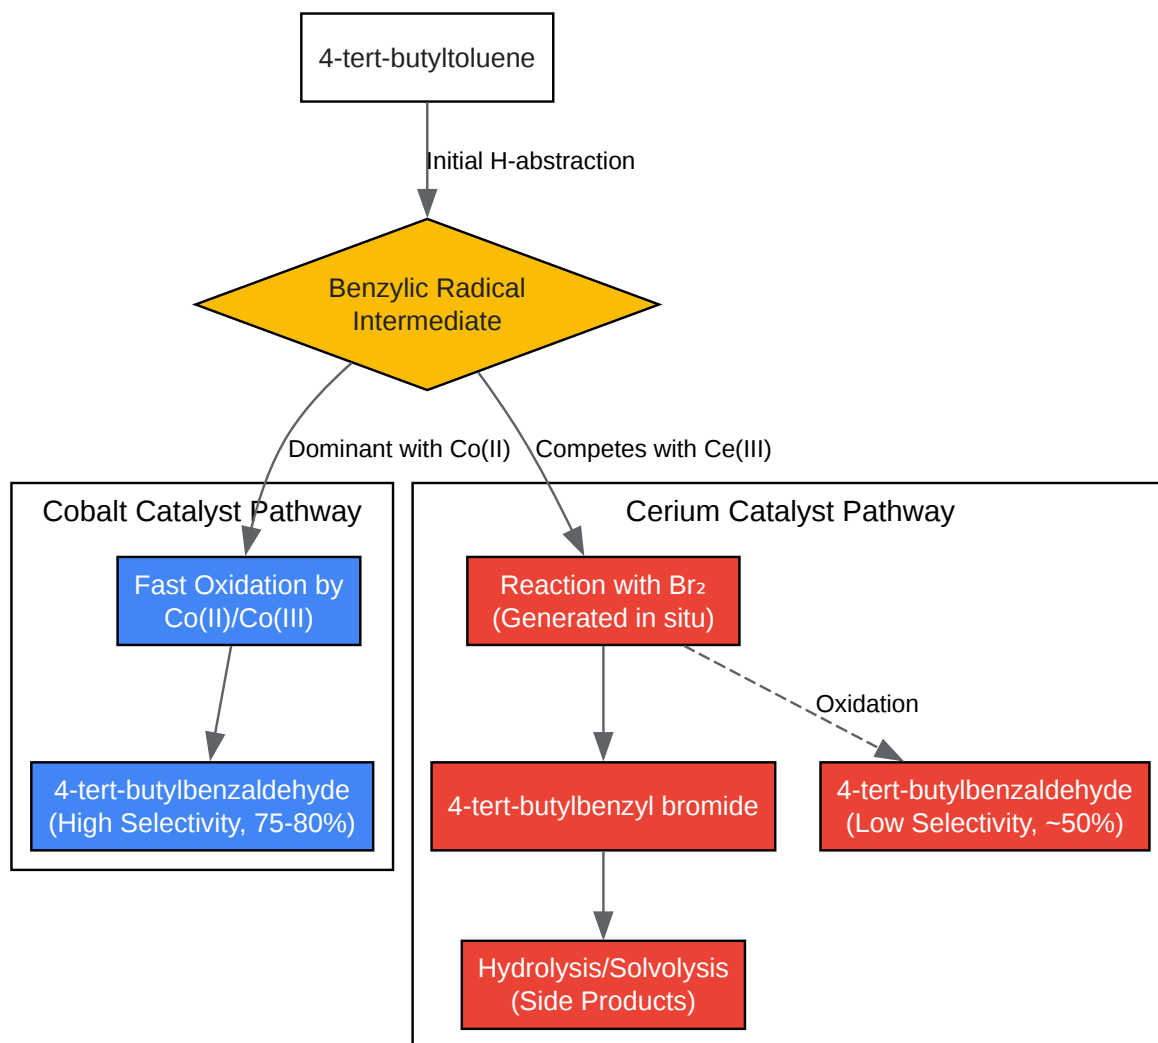 4-tert-butyltoluene
Initial H-abstraction
Benzylic Radical
Intermediate
Dominant with Co(II)
Competes with Ce(III)
Cobalt Catalyst Pathway
Fast Oxidation by
Co(II)/Co(III)
4-tert-butylbenzaldehyde
(High Selectivity, 75-80%)
Cerium Catalyst Pathway
Reaction with Br₂
(Generated in situ)
Oxidation
4-tert-butylbenzyl bromide
4-tert-butylbenzaldehyde
(Low Selectivity, ~50%)
Hydrolysis/Solvolysis
(Side Products)